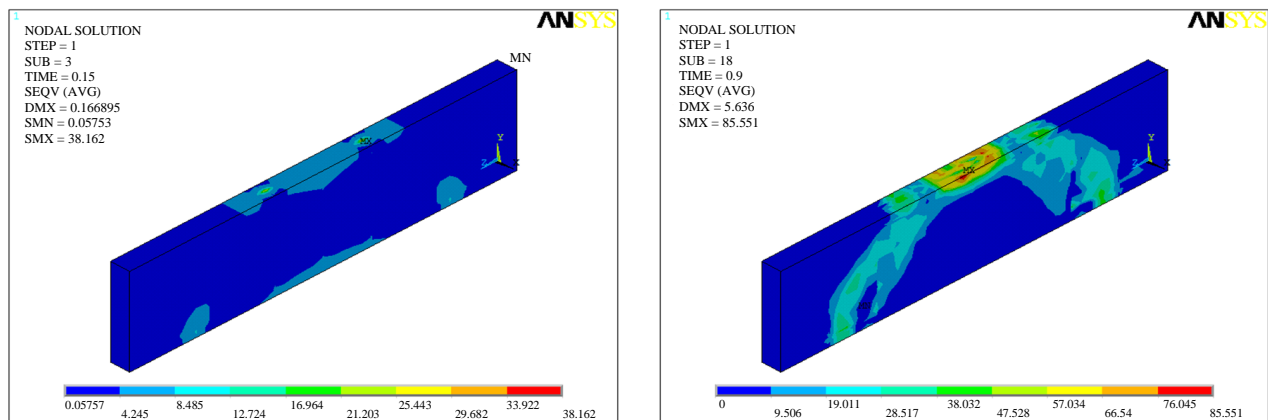 1
ANSYS
NODAL SOLUTION
STEP = 1
SUB = 3
TIME = 0.15
SEQV (AVG)
DMX = 0.166895
SMN = 0.05753
SMX = 38.162
MN
MX
Y
Z
X
0.05757
4.245
8.485
12.724
16.964
21.203
25.443
29.682
33.922
38.162
1
ANSYS
NODAL SOLUTION
STEP = 1
SUB = 18
TIME = 0.9
SEQV (AVG)
DMX = 5.636
SMX = 85.551
MX
Y
Z
X
0
9.506
19.011
28.517
38.032
47.528
57.034
66.54
76.045
85.551